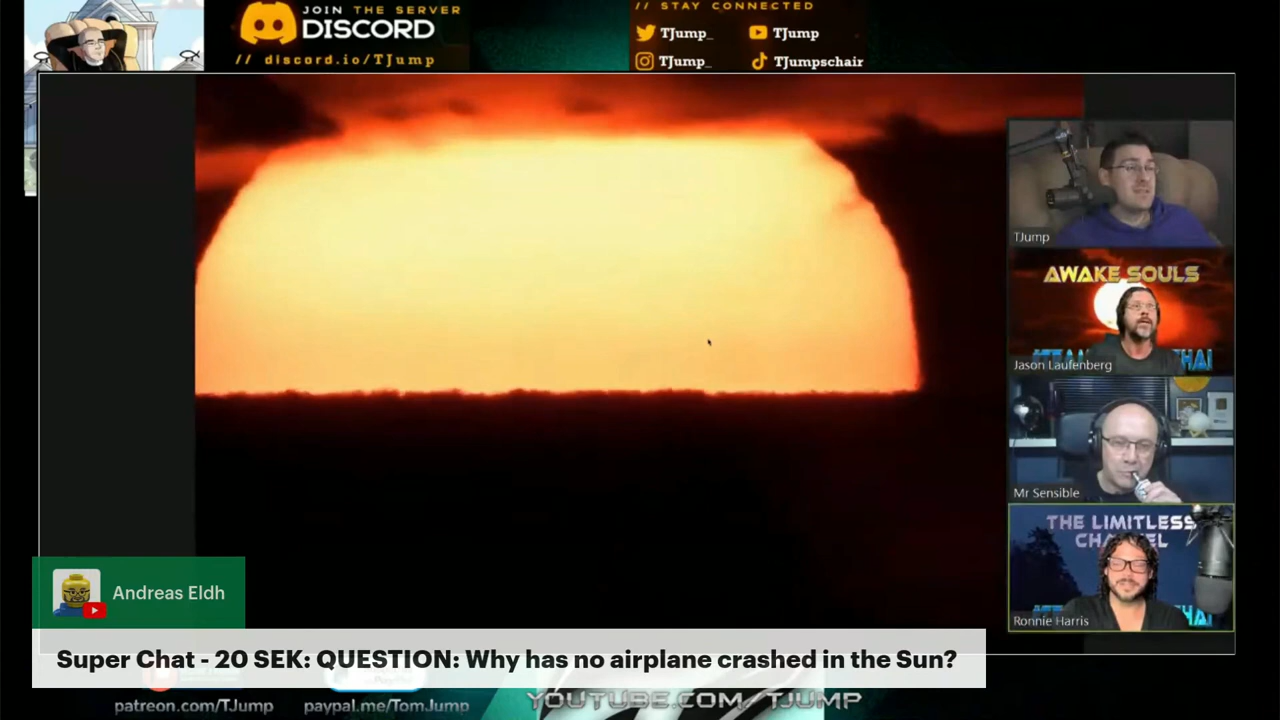 JOIN THE SERVER
DISCORD
// discord.io/TJump
// STAY CONNECTED
TJump_
TJump
TJump_
TJumpschair
TJump
AWAKE SOULS
Jason Laufenberg
Mr Sensible
THE LIMITLESS
Ronnie Harris
Andreas Eldh
Super Chat - 20 SEK: QUESTION: Why has no airplane crashed in the Sun?
patreon.com/TJump
paypal.me/TomJump
YOUTUBE.COM/TJUMP